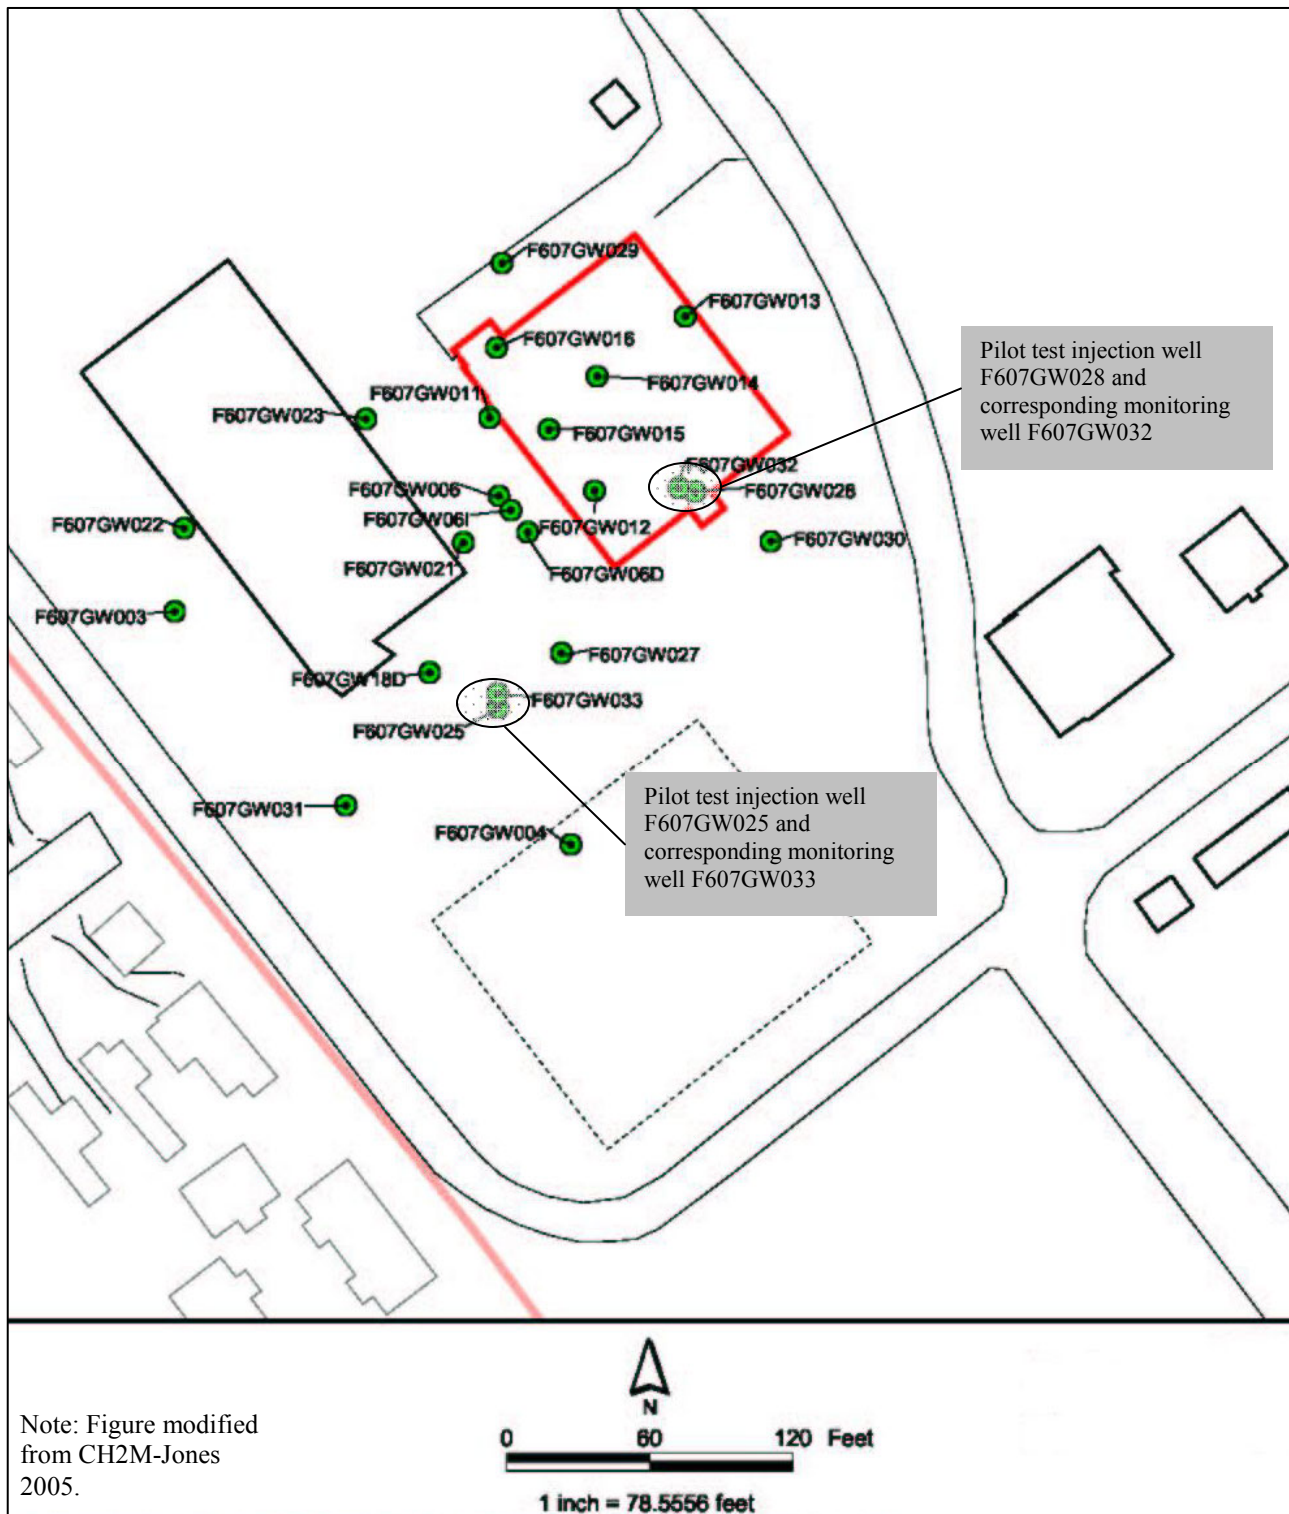 F607GW029
F607GW013
F607GW016
Pilot test injection well
F607GW028 and
corresponding monitoring
well F607GW032
F607GW014
F607GW011
F607GW023
F607GW015
F607GW032
F607GW006
F607GW028
F607GW06I
F607GW022
F607GW012
F607GW030
F607GW021
F607GW06D
F607GW003
F607GW027
F607GW18D
F607GW033
F607GW025
Pilot test injection well
F607GW025 and
corresponding monitoring
well F607GW033
F607GW031
F607GW004
N
Note: Figure modified
from CH2M-Jones
2005.
0 60 120 Feet
1 inch = 78.5556 feet